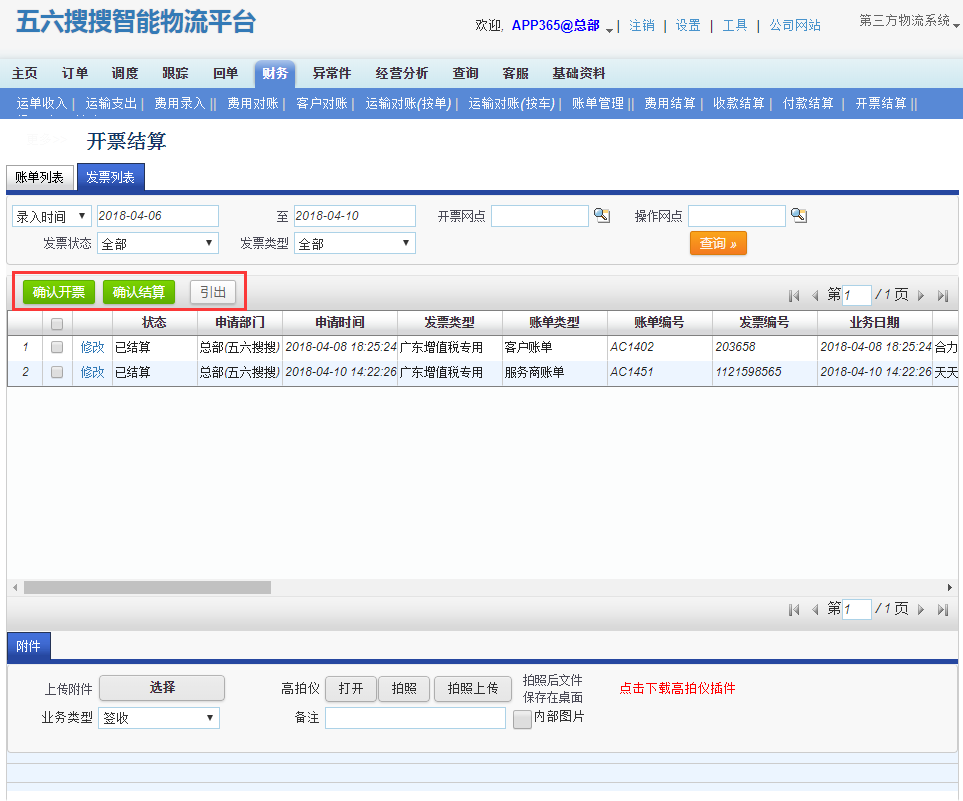 五六搜搜智能物流平台
欢迎, APP365@总部 | 注销 | 设置 | 工具 | 公司网站 第三方物流系统
主页 订单 调度 跟踪 回单 财务 异常件 经营分析 查询 客服 基础资料
运单收入 | 运输支出 | 费用录入 || 费用对账 | 客户对账 | 运输对账(按单) | 运输对账(按车) | 账单管理 || 费用结算 | 收款结算 | 付款结算 | 开票结算 ||
开票结算
账单列表 发票列表
录入时间 2018-04-06 至 2018-04-10 开票网点 操作网点
发票状态 全部 发票类型 全部 查询 »
确认开票 确认结算 引出 第 1 / 1 页
状态 申请部门 申请时间 发票类型 账单类型 账单编号 发票编号 业务日期
1 修改 已结算 总部(五六搜搜) 2018-04-08 18:25:24 广东增值税专用 客户账单 AC1402 203658 2018-04-08 18:25:24 合力
2 修改 已结算 总部(五六搜搜) 2018-04-10 14:22:26 广东增值税专用 服务商账单 AC1451 1121598565 2018-04-10 14:22:26 天天
第 1 / 1 页
附件
上传附件 选择 高拍仪 打开 拍照 拍照上传 拍照后文件 点击下载高拍仪插件
保存在桌面
业务类型 签收 备注 内部图片